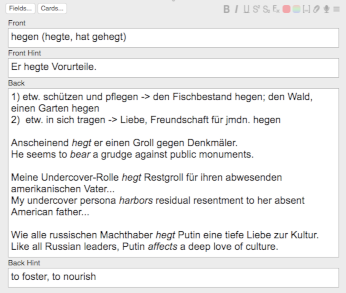 Fields... Cards...
Front
hegen (hegte, hat gehegt)
Front Hint
Er hegte Vorurteile.
Back
1) etw. schützen und pflegen -> den Fischbestand hegen; den Wald,
einen Garten hegen
2) etw. in sich tragen -> Liebe, Freundschaft für jmdn. hegen
Anscheinend hegt er einen Groll gegen Denkmäler.
He seems to bear a grudge against public monuments.
Meine Undercover-Rolle hegt Restgroll für ihren abwesenden
amerikanischen Vater...
My undercover persona harbors residual resentment to her absent
American father...
Wie alle russischen Machthaber hegt Putin eine tiefe Liebe zur Kultur.
Like all Russian leaders, Putin affects a deep love of culture.
Back Hint
to foster, to nourish